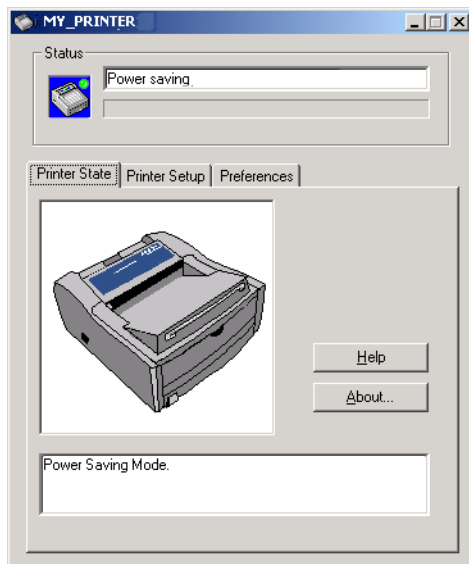 MY_PRINTER
Status
Power saving
Printer State Printer Setup Preferences
Help
About...
Power Saving Mode.